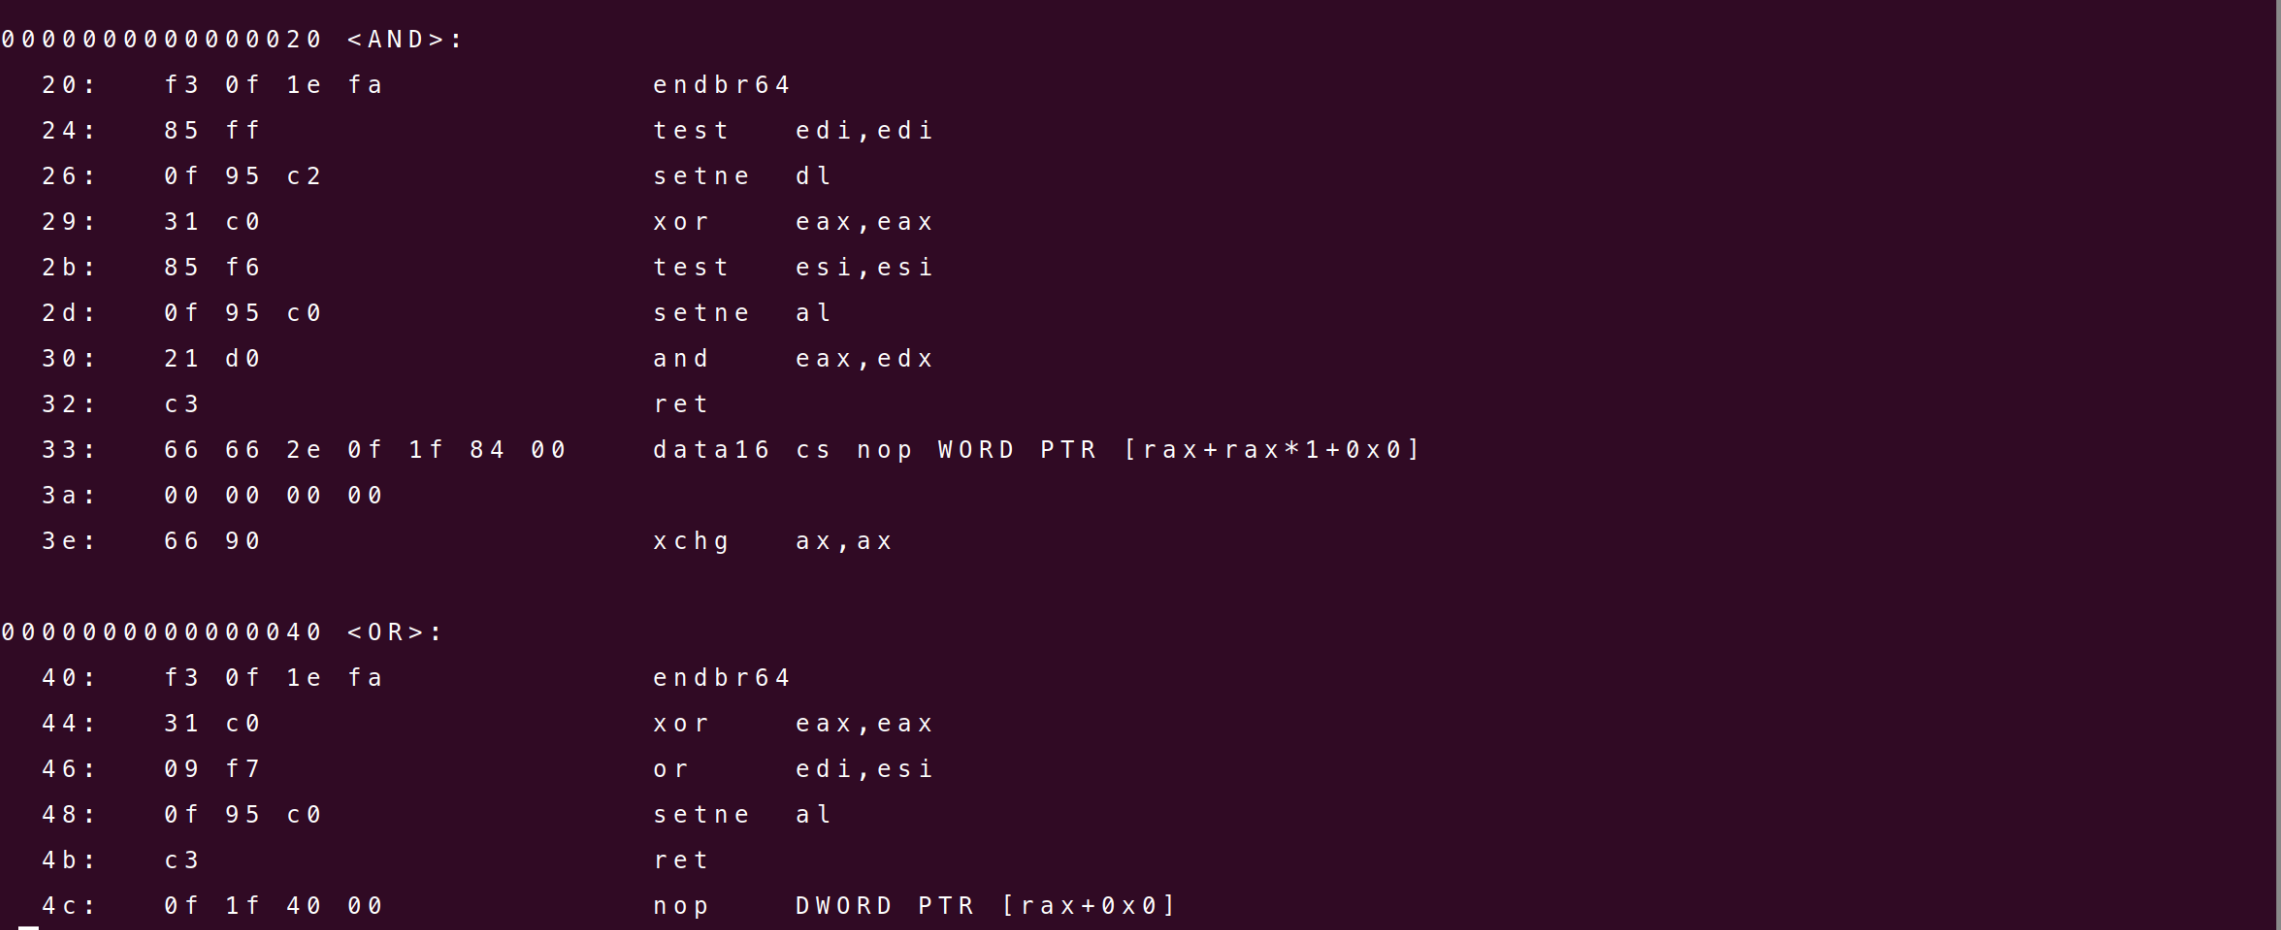 0000000000000020 <AND>:
  20:   f3 0f 1e fa             endbr64
  24:   85 ff                   test   edi,edi
  26:   0f 95 c2                setne  dl
  29:   31 c0                   xor    eax,eax
  2b:   85 f6                   test   esi,esi
  2d:   0f 95 c0                setne  al
  30:   21 d0                   and    eax,edx
  32:   c3                      ret
  33:   66 66 2e 0f 1f 84 00    data16 cs nop WORD PTR [rax+rax*1+0x0]
  3a:   00 00 00 00
  3e:   66 90                   xchg   ax,ax

0000000000000040 <OR>:
  40:   f3 0f 1e fa             endbr64
  44:   31 c0                   xor    eax,eax
  46:   09 f7                   or     edi,esi
  48:   0f 95 c0                setne  al
  4b:   c3                      ret
  4c:   0f 1f 40 00             nop    DWORD PTR [rax+0x0]